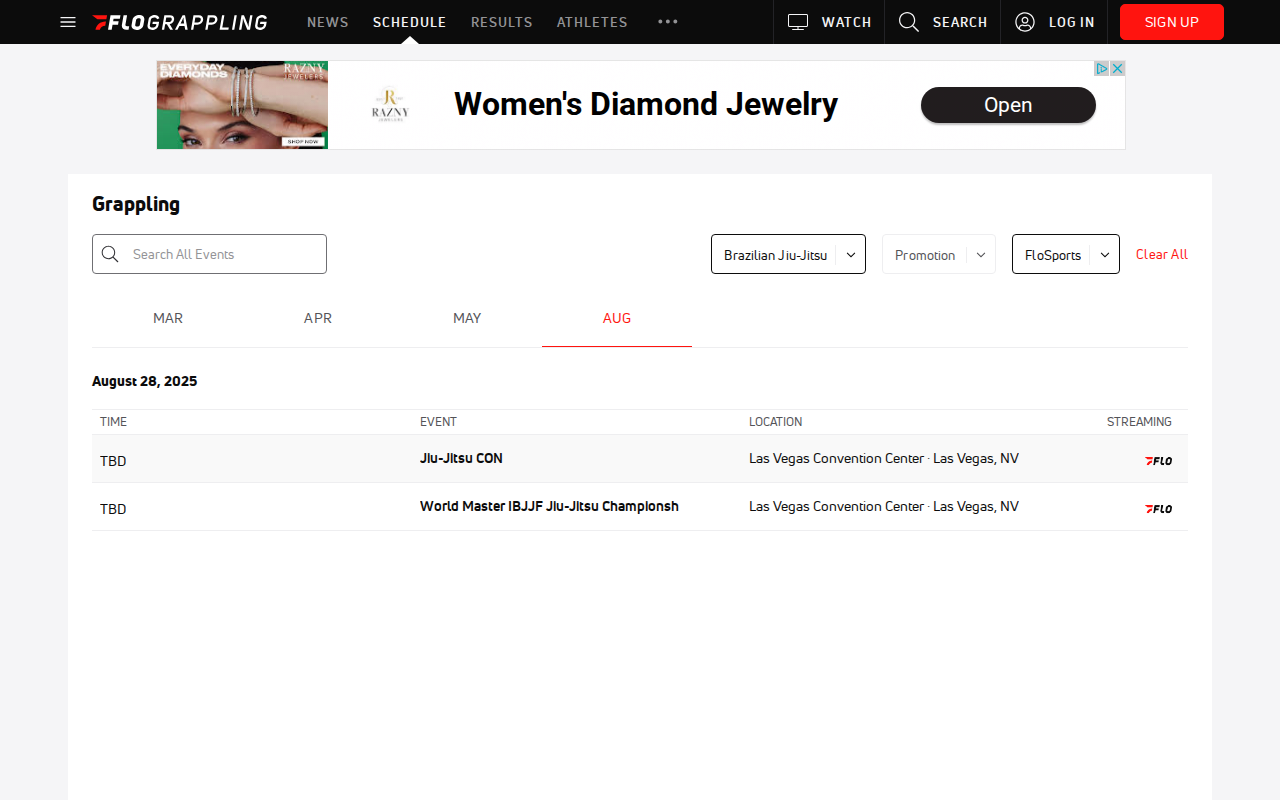 FLOGRAPPLING
NEWS
SCHEDULE
RESULTS
ATHLETES
WATCH
SEARCH
LOG IN
SIGN UP
EVERYDAY
DIAMONDS
RAZNY
JEWELERS
SHOP NOW
R
RAZNY
JEWELERS
Women's Diamond Jewelry
Open
Grappling
Search All Events
Brazilian Jiu-Jitsu
Promotion
FloSports
Clear All
MAR
APR
MAY
AUG
August 28, 2025
TIME
EVENT
LOCATION
STREAMING
TBD
Jiu-Jitsu CON
Las Vegas Convention Center · Las Vegas, NV
FLO
TBD
World Master IBJJF Jiu-Jitsu Championsh
Las Vegas Convention Center · Las Vegas, NV
FLO